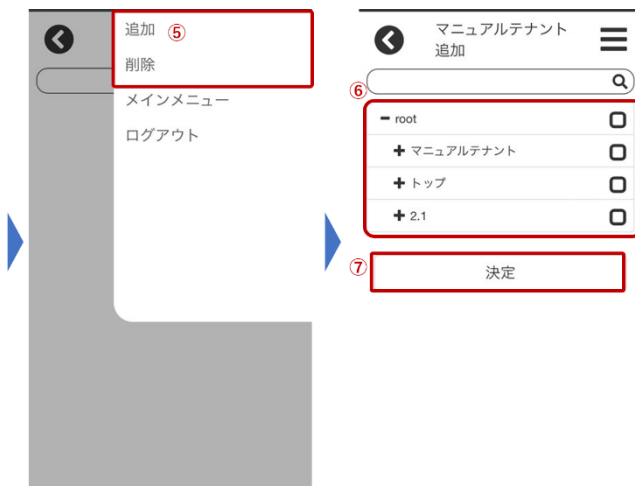 追加 ⑤
削除
メインメニュー
ログアウト
マニュアルテナント
追加
⑥
root
マニュアルテナント
トップ
2.1
⑦
決定